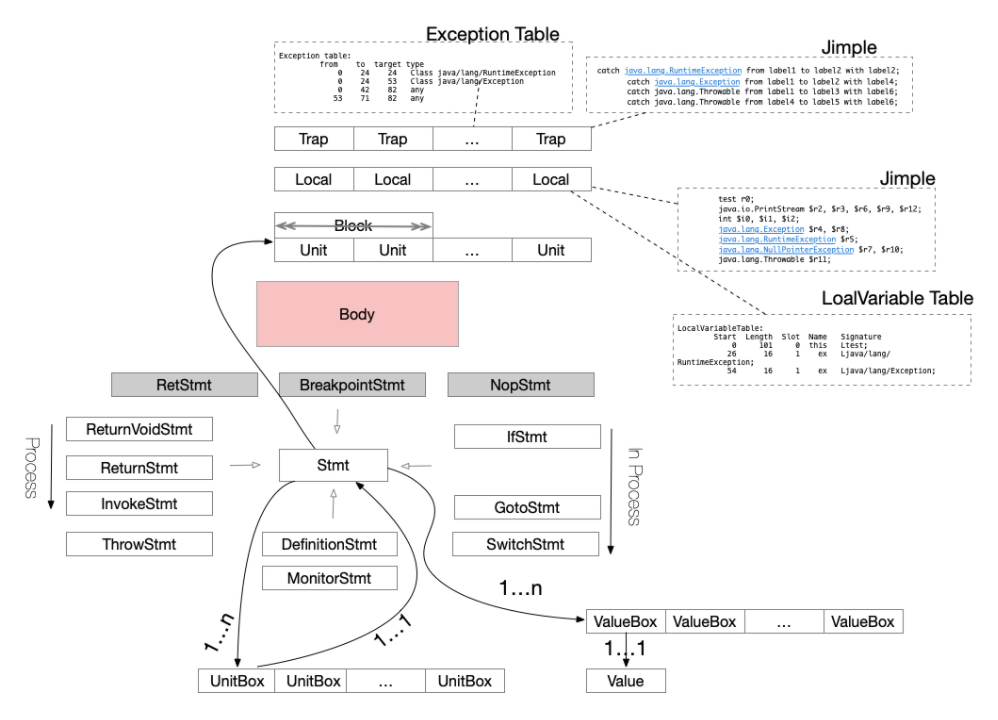 Exception Table
Exception table:
from to target type
0 24 24 Class java/lang/RuntimeException
0 24 53 Class java/lang/Exception
0 42 82 any
53 71 82 any
Jimple
catch java.lang.RuntimeException from label1 to label2 with label2;
catch java.lang.Exception from label1 to label2 with label4;
catch java.lang.Throwable from label1 to label3 with label6;
catch java.lang.Throwable from label4 to label5 with label6;
Trap Trap ... Trap
Local Local ... Local
Jimple
test r0;
java.io.PrintStream $r2, $r3, $r6, $r9, $r12;
int $i0, $i1, $i2;
java.lang.Exception $r4, $r8;
java.lang.RuntimeException $r5;
java.lang.NullPointerException $r7, $r10;
java.lang.Throwable $r11;
Block
Unit Unit ... Unit
Body
LoalVariable Table
LocalVariableTable:
Start Length Slot Name Signature
0 101 0 this Ltest;
26 16 1 ex Ljava/lang/
RuntimeException;
54 16 1 ex Ljava/lang/Exception;
RetStmt BreakpointStmt NopStmt
Process
ReturnVoidStmt
ReturnStmt
InvokeStmt
ThrowStmt
Stmt
DefinitionStmt
MonitorStmt
IfStmt
GotoStmt
SwitchStmt
In Process
1...n
1...1
1...n
ValueBox ValueBox ... ValueBox
1...1
Value
UnitBox UnitBox ... UnitBox